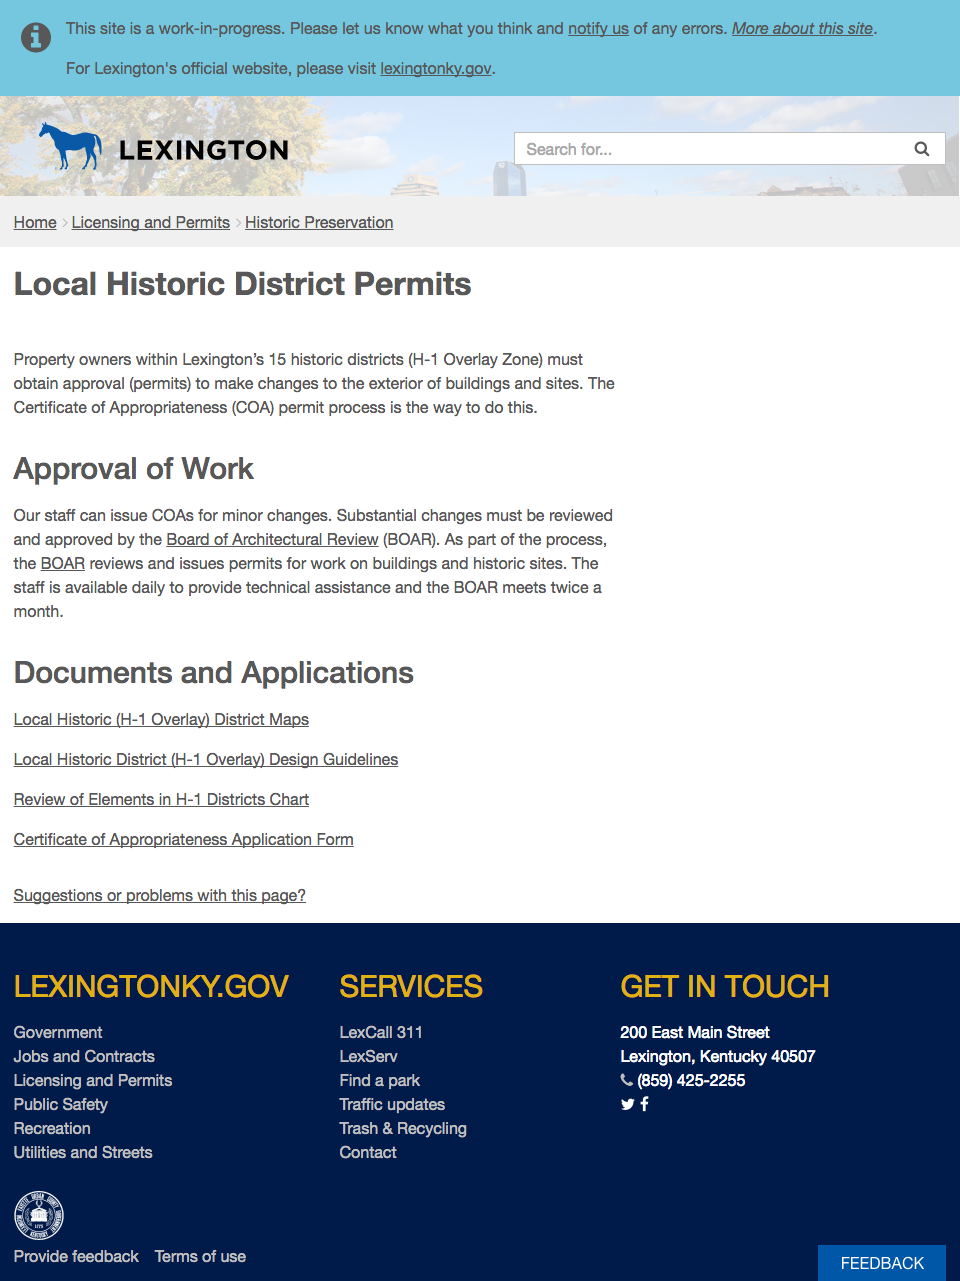 This site is a work-in-progress. Please let us know what you think and notify us of any errors. More about this site.
For Lexington's official website, please visit lexingtonky.gov.
LEXINGTON
Search for...
Home > Licensing and Permits > Historic Preservation
Local Historic District Permits
Property owners within Lexington’s 15 historic districts (H-1 Overlay Zone) must
obtain approval (permits) to make changes to the exterior of buildings and sites. The
Certificate of Appropriateness (COA) permit process is the way to do this.
Approval of Work
Our staff can issue COAs for minor changes. Substantial changes must be reviewed
and approved by the Board of Architectural Review (BOAR). As part of the process,
the BOAR reviews and issues permits for work on buildings and historic sites. The
staff is available daily to provide technical assistance and the BOAR meets twice a
month.
Documents and Applications
Local Historic (H-1 Overlay) District Maps
Local Historic District (H-1 Overlay) Design Guidelines
Review of Elements in H-1 Districts Chart
Certificate of Appropriateness Application Form
Suggestions or problems with this page?
LEXINGTONKY.GOV
Government
Jobs and Contracts
Licensing and Permits
Public Safety
Recreation
Utilities and Streets
SERVICES
LexCall 311
LexServ
Find a park
Traffic updates
Trash & Recycling
Contact
GET IN TOUCH
200 East Main Street
Lexington, Kentucky 40507
(859) 425-2255
Provide feedback Terms of use
FEEDBACK